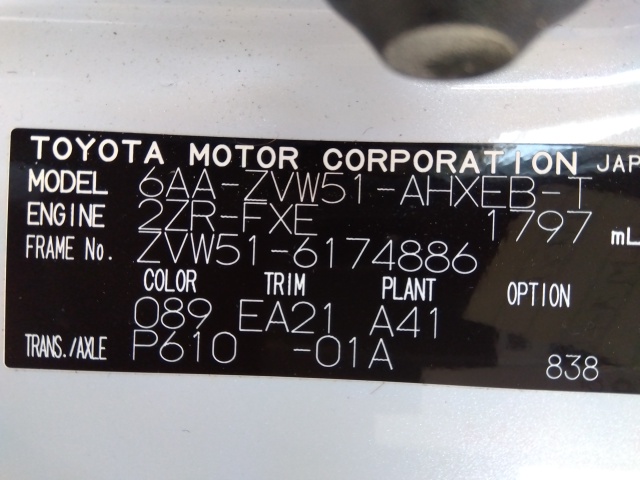 TOYOTA MOTOR CORPORATION JAP
MODEL 6AA-ZVW51-AHXEB-T
ENGINE 2ZR-FXE 1797 mL
FRAME No. ZVW51-6174886
COLOR TRIM PLANT OPTION
089 EA21 A41
TRANS./AXLE P610 -01A 838